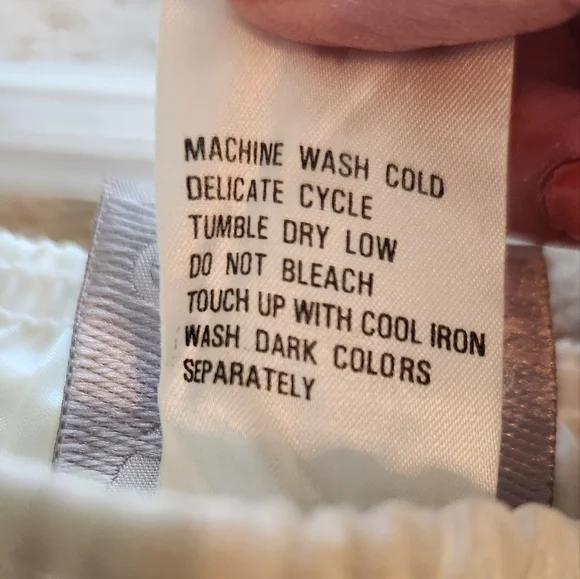 MACHINE WASH COLD
DELICATE CYCLE
TUMBLE DRY LOW
DO NOT BLEACH
TOUCH UP WITH COOL IRON
WASH DARK COLORS
SEPARATELY